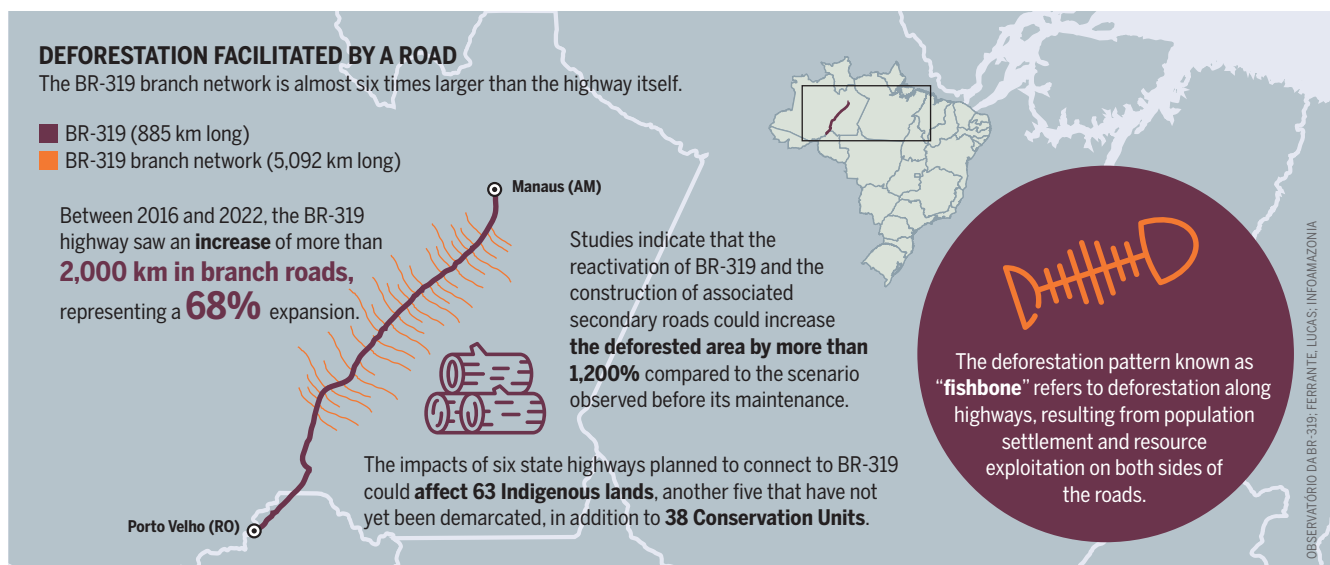 DEFORESTATION FACILITATED BY A ROAD
The BR-319 branch network is almost six times larger than the highway itself.
BR-319 (885 km long)
BR-319 branch network (5,092 km long)
Manaus (AM)
Between 2016 and 2022, the BR-319
highway saw an increase of more than
2,000 km in branch roads,
representing a 68% expansion.
Studies indicate that the
reactivation of BR-319 and the
construction of associated
secondary roads could increase
the deforested area by more than
1,200% compared to the scenario
observed before its maintenance.
The impacts of six state highways planned to connect to BR-319
could affect 63 Indigenous lands, another five that have not
yet been demarcated, in addition to 38 Conservation Units.
Porto Velho (RO)
The deforestation pattern known as
“fishbone” refers to deforestation along
highways, resulting from population
settlement and resource
exploitation on both sides of
the roads.
OBSERVATÓRIO DA BR-319; FERRANTE, LUCAS; INFOAMAZONIA